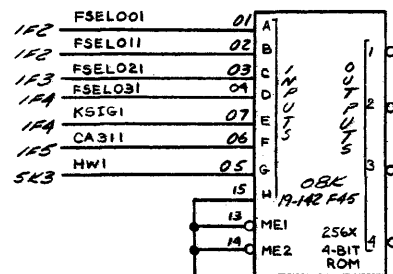 FSEL001 01 A
1F2
FSEL011 02 B
1F2
FSEL021 03 C
1F3
FSEL031 04 D
1F4
KSIG1 07 E
1F4
CA311 06 F
1F5
HW1 05 G
5K3
15 H
13 ME1
14 ME2
INPUTS
OUTPUTS
1
2
3
4
08K
19-142 F45
256X
4-BIT
ROM